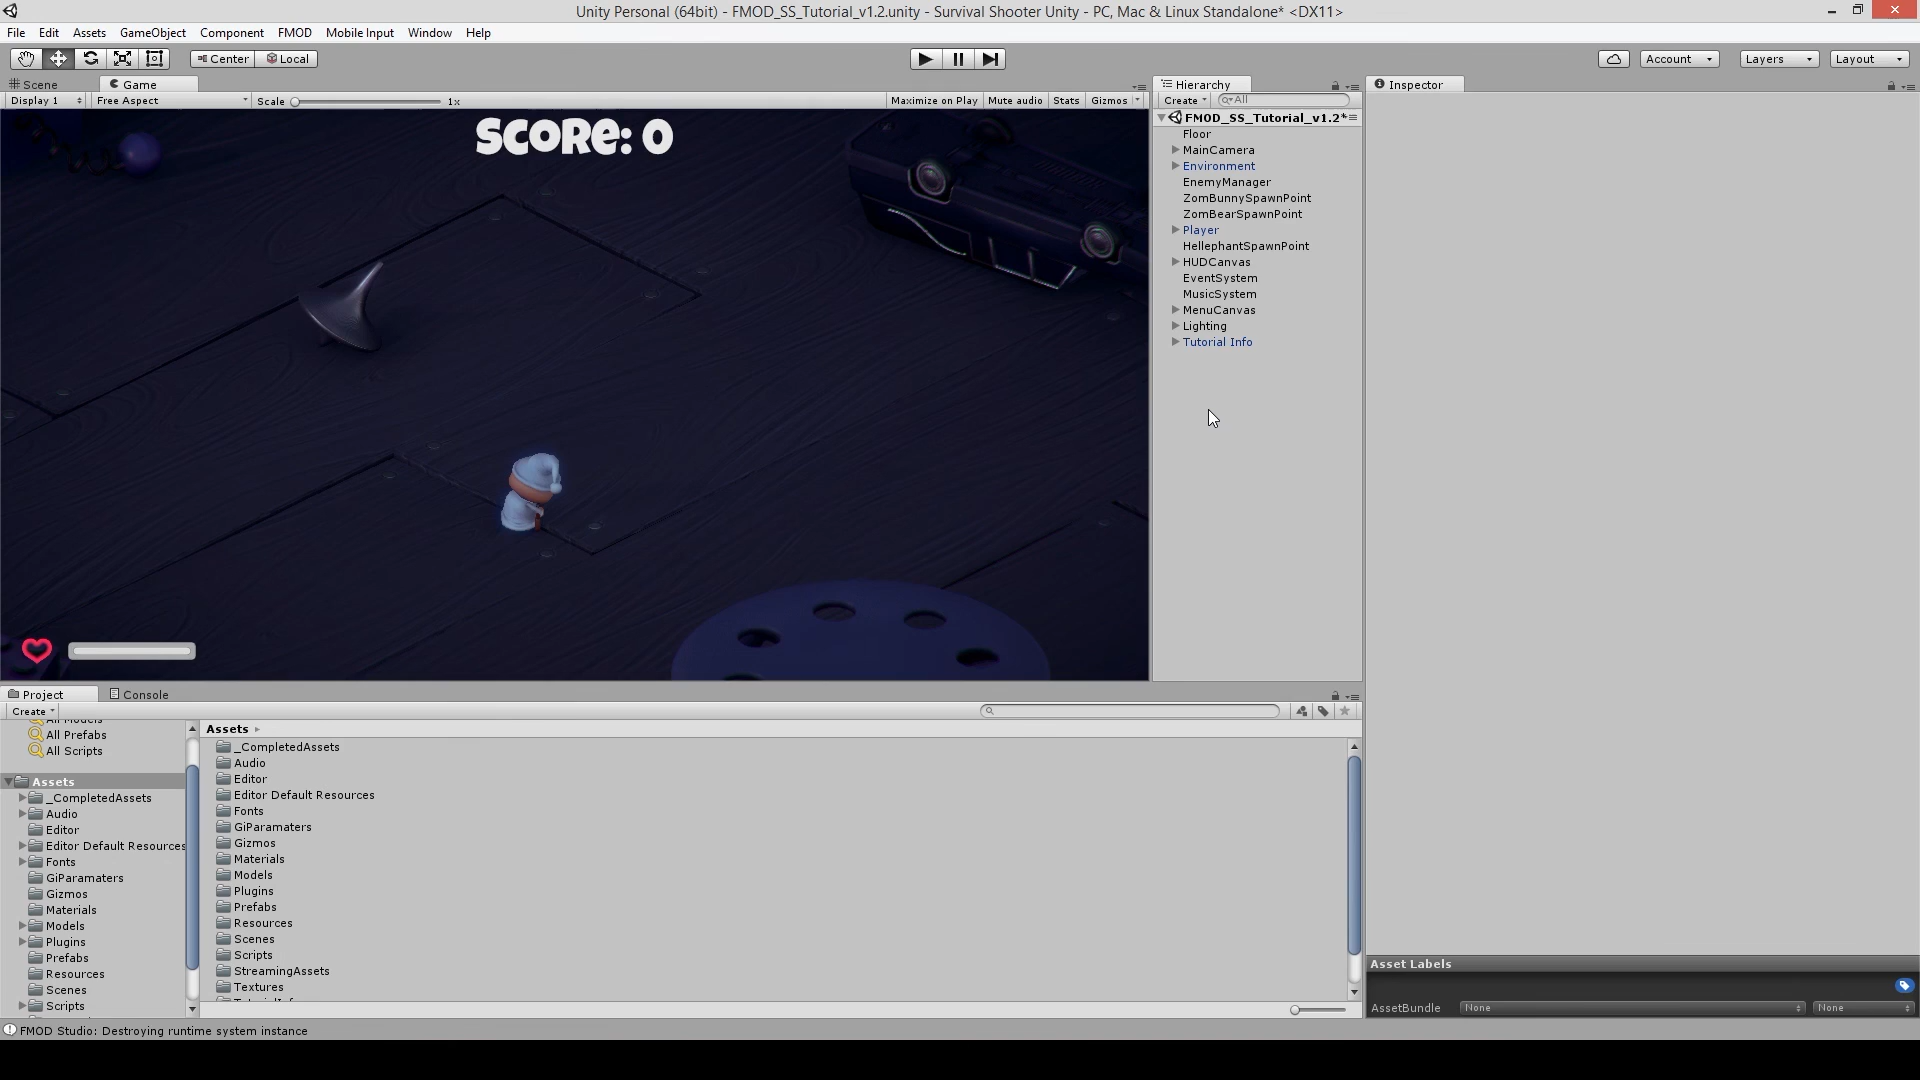 Unity Personal (64bit) - FMOD_SS_Tutorial_v1.2.unity - Survival Shooter Unity - PC, Mac & Linux Standalone* <DX11>
File Edit Assets GameObject Component FMOD Mobile Input Window Help
Center Local Account Layers Layout
Scene Game Hierarchy Inspector
Display 1 Free Aspect Scale 1x Maximize on Play Mute audio Stats Gizmos Create All
SCORE: 0
FMOD_SS_Tutorial_v1.2*
Floor
MainCamera
Environment
EnemyManager
ZomBunnySpawnPoint
ZomBearSpawnPoint
Player
HellephantSpawnPoint
HUDCanvas
EventSystem
MusicSystem
MenuCanvas
Lighting
Tutorial Info
Project Console
Create
All Models
All Prefabs
All Scripts
Assets
_CompletedAssets
Audio
Editor
Editor Default Resources
Fonts
GiParamaters
Gizmos
Materials
Models
Plugins
Prefabs
Resources
Scenes
Scripts
Assets
_CompletedAssets
Audio
Editor
Editor Default Resources
Fonts
GiParamaters
Gizmos
Materials
Models
Plugins
Prefabs
Resources
Scenes
Scripts
StreamingAssets
Textures
Asset Labels
AssetBundle None None
FMOD Studio: Destroying runtime system instance